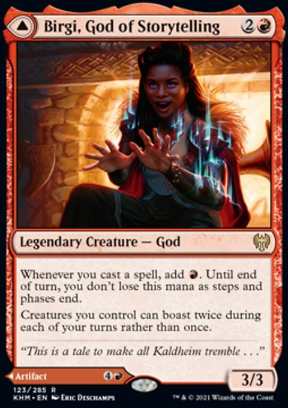 Birgi, God of Storytelling 2R
Legendary Creature — God
Whenever you cast a spell, add R. Until end
of turn, you don't lose this mana as steps and
phases end.
Creatures you control can boast twice during
each of your turns rather than once.
"This is a tale to make all Kaldheim tremble . . ."
Artifact 4R
3/3
123/285 R
KHM • EN ERIC DESCHAMPS
™ & © 2021 Wizards of the Coast